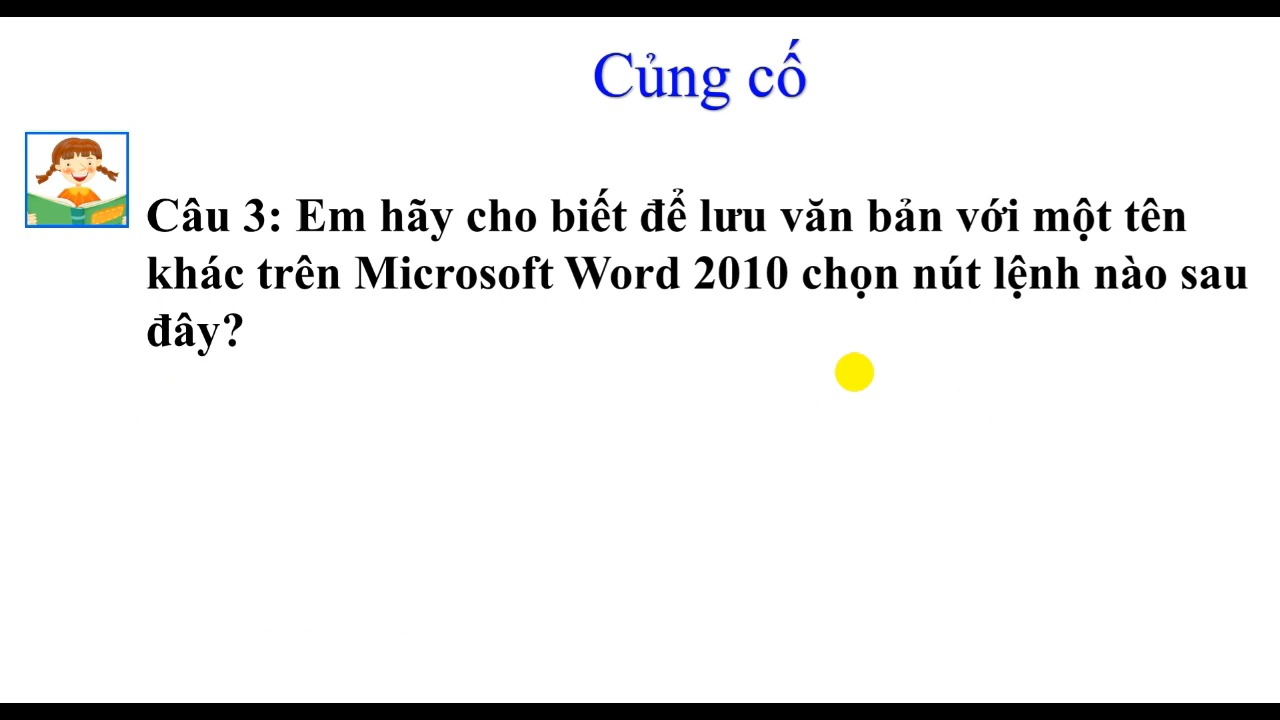 Củng cố
Câu 3: Em hãy cho biết để lưu văn bản với một tên
khác trên Microsoft Word 2010 chọn nút lệnh nào sau
đây?